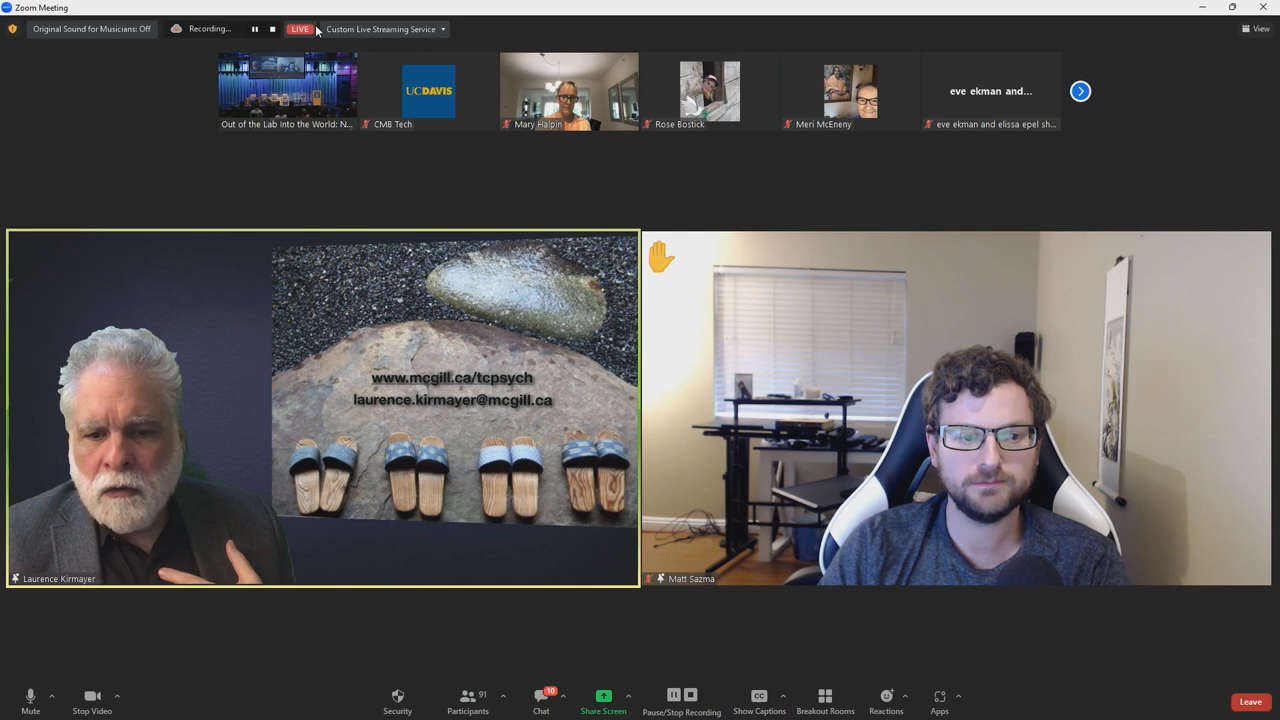 Zoom Meeting
Original Sound for Musicians: Off
Recording...
LIVE
Custom Live Streaming Service
View
UCDAVIS
eve ekman and...
Out of the Lab Into the World: N...
CMB Tech
Mary Halpin
Rose Bostick
Meri McEneny
eve ekman and elissa epel sh...
www.mcgill.ca/tcpsych
laurence.kirmayer@mcgill.ca
Laurence Kirmayer
Matt Sazma
91
10
CC
Mute
Stop Video
Security
Participants
Chat
Share Screen
Pause/Stop Recording
Show Captions
Breakout Rooms
Reactions
Apps
Leave